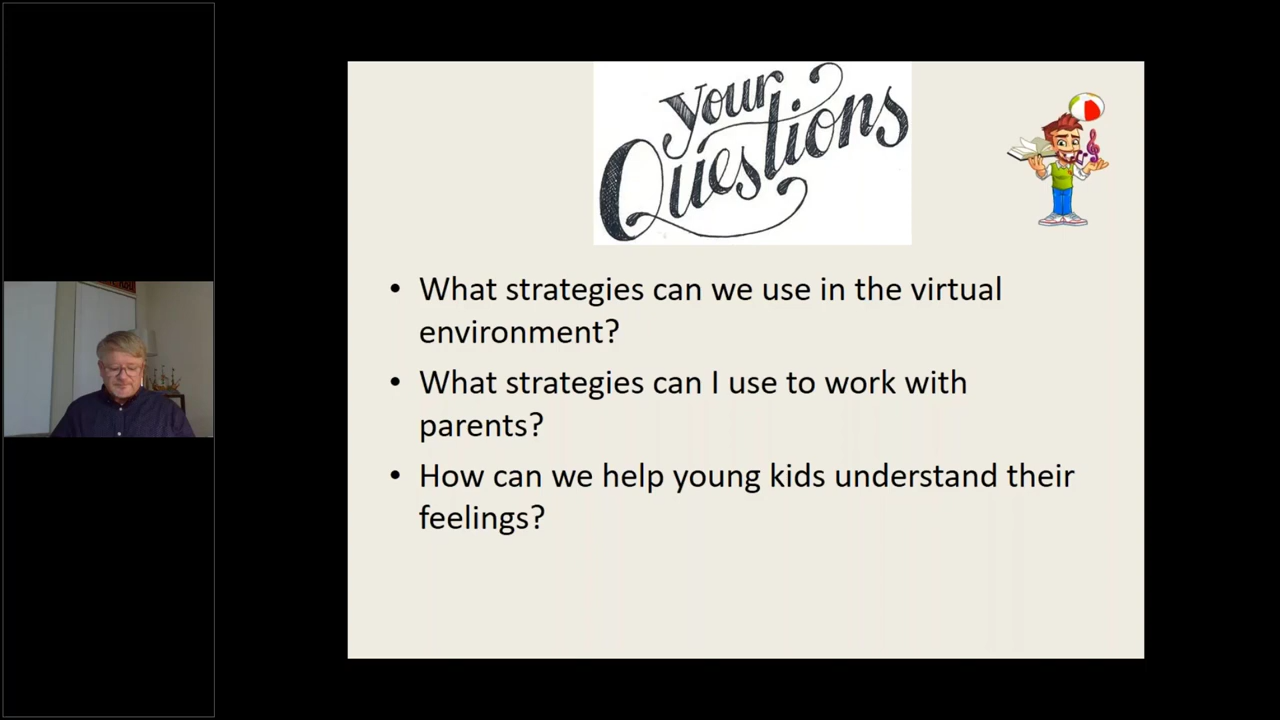 your
Questions
• What strategies can we use in the virtual
environment?
• What strategies can I use to work with
parents?
• How can we help young kids understand their
feelings?